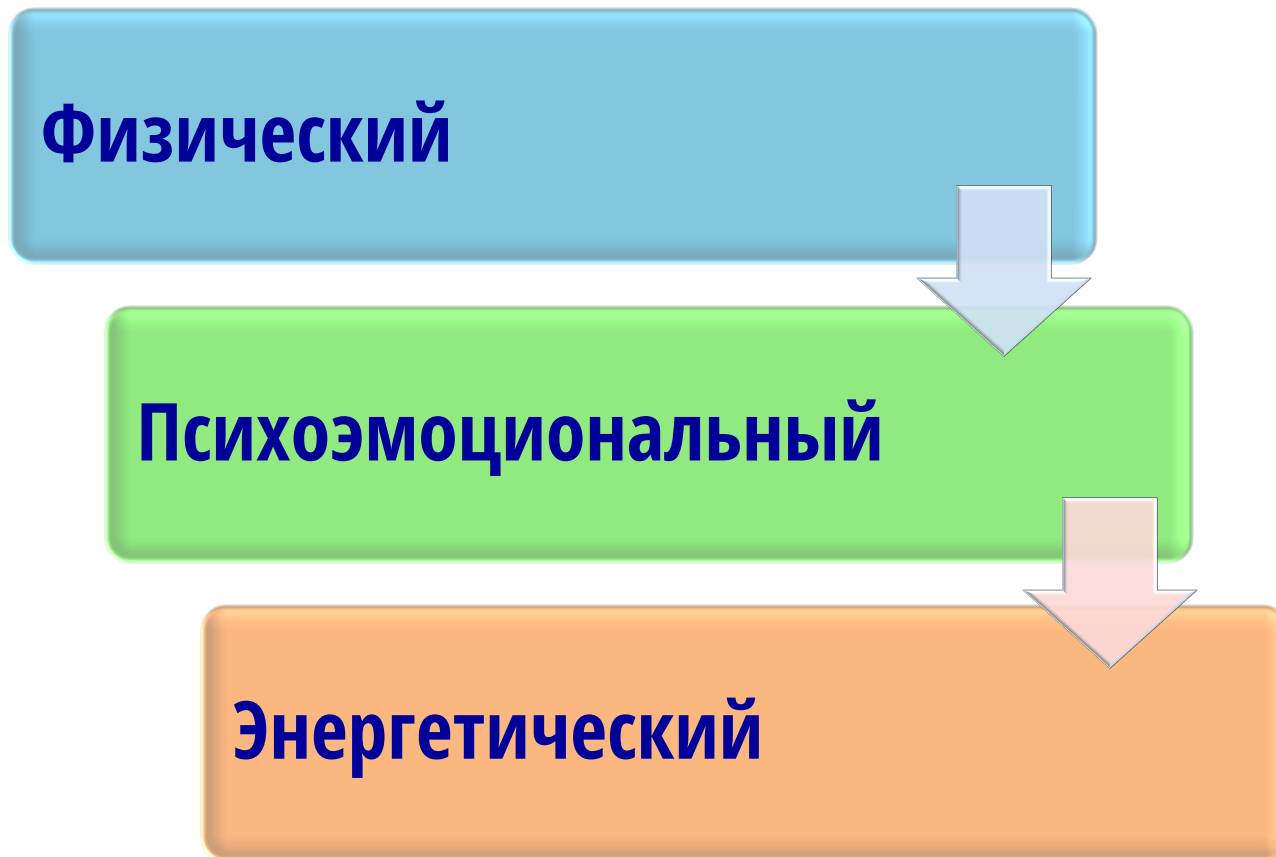 Физический
Психоэмоциональный
Энергетический